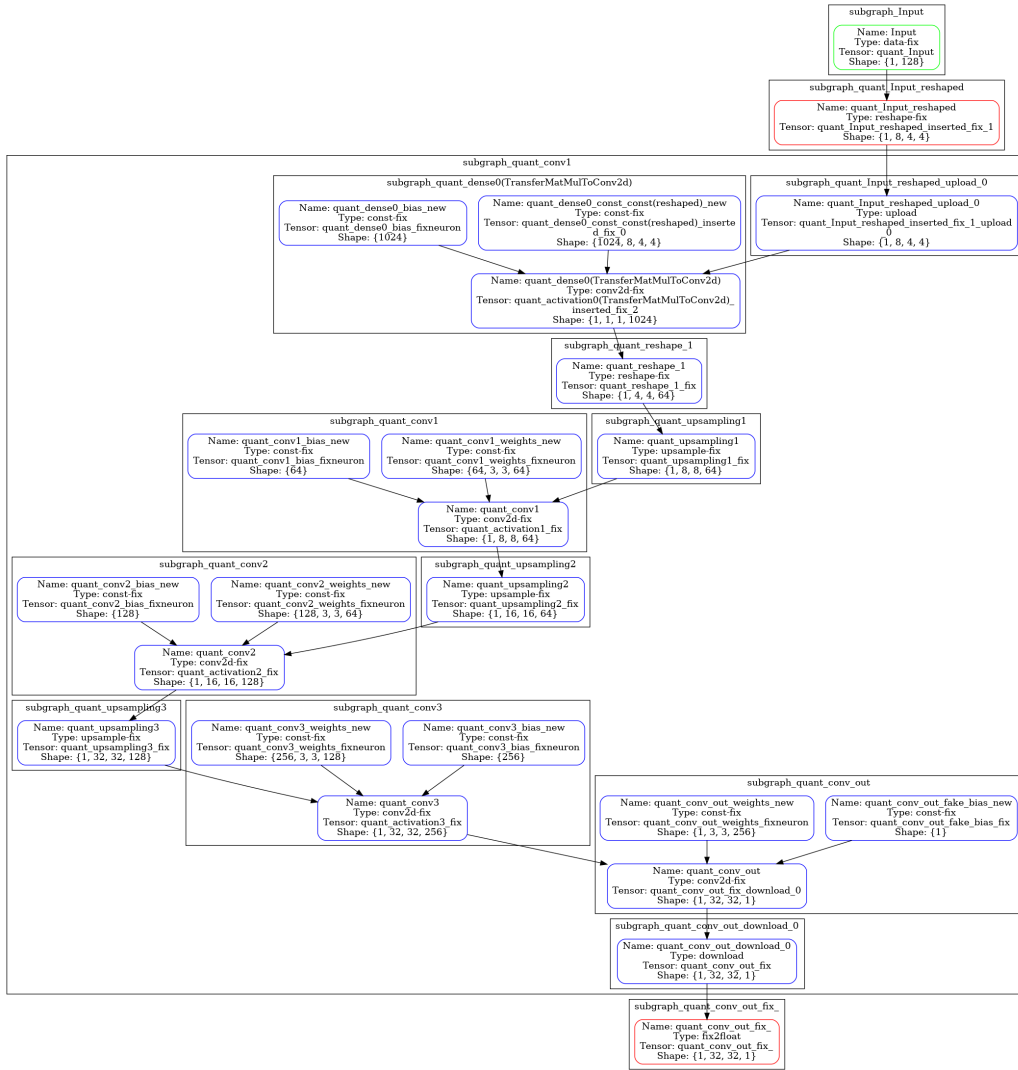 subgraph_Input
Name: Input
Type: data-fix
Tensor: quant_Input
Shape: {1, 128}
subgraph_quant_Input_reshaped
Name: quant_Input_reshaped
Type: reshape-fix
Tensor: quant_Input_reshaped_inserted_fix_1
Shape: {1, 8, 4, 4}
subgraph_quant_conv1
subgraph_quant_dense0(TransferMatMulToConv2d)
Name: quant_dense0_bias_new
Type: const-fix
Tensor: quant_dense0_bias_fixneuron
Shape: {1024}
Name: quant_dense0_const_const(reshaped)_new
Type: const-fix
Tensor: quant_dense0_const_const(reshaped)_inserte
d_fix_0
Shape: {1024, 8, 4, 4}
subgraph_quant_Input_reshaped_upload_0
Name: quant_Input_reshaped_upload_0
Type: upload
Tensor: quant_Input_reshaped_inserted_fix_1_upload_
0
Shape: {1, 8, 4, 4}
Name: quant_dense0(TransferMatMulToConv2d)
Type: conv2d-fix
Tensor: quant_activation0(TransferMatMulToConv2d)_
inserted_fix_2
Shape: {1, 1, 1, 1024}
subgraph_quant_reshape_1
Name: quant_reshape_1
Type: reshape-fix
Tensor: quant_reshape_1_fix
Shape: {1, 4, 4, 64}
subgraph_quant_conv1
Name: quant_conv1_bias_new
Type: const-fix
Tensor: quant_conv1_bias_fixneuron
Shape: {64}
Name: quant_conv1_weights_new
Type: const-fix
Tensor: quant_conv1_weights_fixneuron
Shape: {64, 3, 3, 64}
subgraph_quant_upsampling1
Name: quant_upsampling1
Type: upsample-fix
Tensor: quant_upsampling1_fix
Shape: {1, 8, 8, 64}
Name: quant_conv1
Type: conv2d-fix
Tensor: quant_activation1_fix
Shape: {1, 8, 8, 64}
subgraph_quant_conv2
Name: quant_conv2_bias_new
Type: const-fix
Tensor: quant_conv2_bias_fixneuron
Shape: {128}
Name: quant_conv2_weights_new
Type: const-fix
Tensor: quant_conv2_weights_fixneuron
Shape: {128, 3, 3, 64}
subgraph_quant_upsampling2
Name: quant_upsampling2
Type: upsample-fix
Tensor: quant_upsampling2_fix
Shape: {1, 16, 16, 64}
Name: quant_conv2
Type: conv2d-fix
Tensor: quant_activation2_fix
Shape: {1, 16, 16, 128}
subgraph_quant_upsampling3
Name: quant_upsampling3
Type: upsample-fix
Tensor: quant_upsampling3_fix
Shape: {1, 32, 32, 128}
subgraph_quant_conv3
Name: quant_conv3_weights_new
Type: const-fix
Tensor: quant_conv3_weights_fixneuron
Shape: {256, 3, 3, 128}
Name: quant_conv3_bias_new
Type: const-fix
Tensor: quant_conv3_bias_fixneuron
Shape: {256}
Name: quant_conv3
Type: conv2d-fix
Tensor: quant_activation3_fix
Shape: {1, 32, 32, 256}
subgraph_quant_conv_out
Name: quant_conv_out_weights_new
Type: const-fix
Tensor: quant_conv_out_weights_fixneuron
Shape: {1, 3, 3, 256}
Name: quant_conv_out_fake_bias_new
Type: const-fix
Tensor: quant_conv_out_fake_bias_fix
Shape: {1}
Name: quant_conv_out
Type: conv2d-fix
Tensor: quant_conv_out_fix_download_0
Shape: {1, 32, 32, 1}
subgraph_quant_conv_out_download_0
Name: quant_conv_out_download_0
Type: download
Tensor: quant_conv_out_fix
Shape: {1, 32, 32, 1}
subgraph_quant_conv_out_fix_
Name: quant_conv_out_fix_
Type: fix2float
Tensor: quant_conv_out_fix_
Shape: {1, 32, 32, 1}